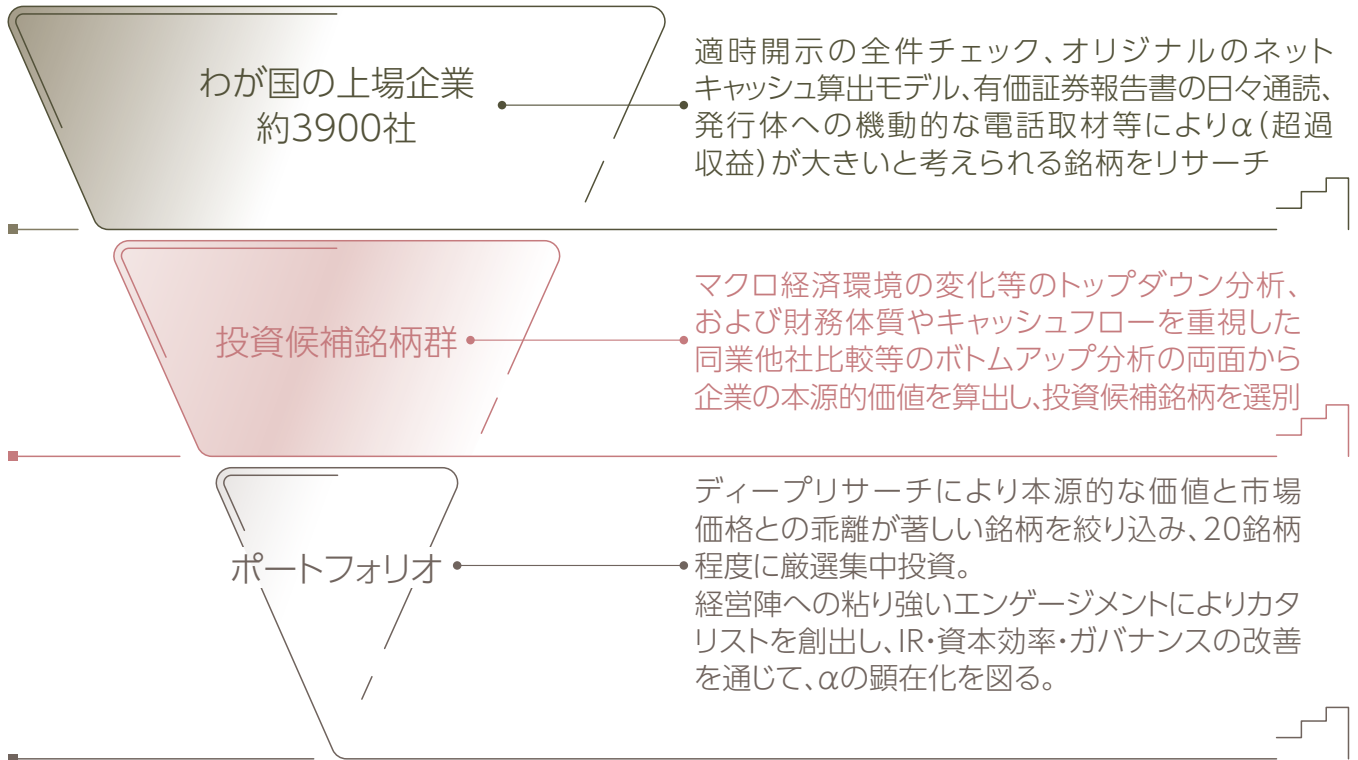 わが国の上場企業
約3900社
適時開示の全件チェック、オリジナルのネット
キャッシュ算出モデル、有価証券報告書の日々通読、
発行体への機動的な電話取材等によりα(超過
収益)が大きいと考えられる銘柄をリサーチ
投資候補銘柄群
マクロ経済環境の変化等のトップダウン分析、
および財務体質やキャッシュフローを重視した
同業他社比較等のボトムアップ分析の両面から
企業の本源的価値を算出し、投資候補銘柄を選別
ポートフォリオ
ディープリサーチにより本源的な価値と市場
価格との乖離が著しい銘柄を絞り込み、20銘柄
程度に厳選集中投資。
経営陣への粘り強いエンゲージメントによりカタ
リストを創出し、IR・資本効率・ガバナンスの改善
を通じて、αの顕在化を図る。